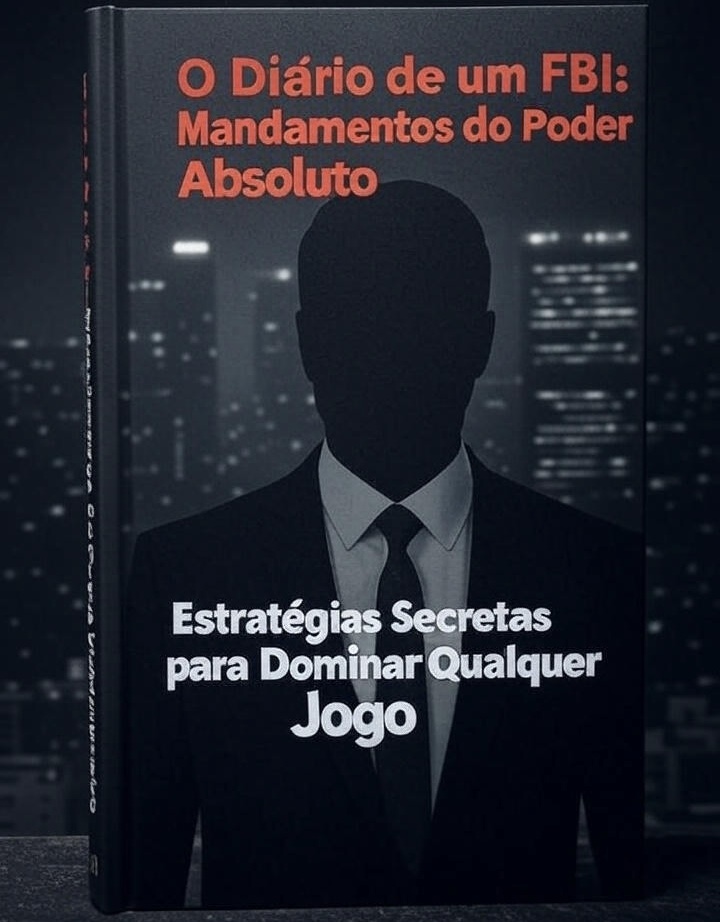 O Diário de um FBI:
Mandamentos do Poder
Absoluto
Estratégias Secretas
para Dominar Qualquer
Jogo